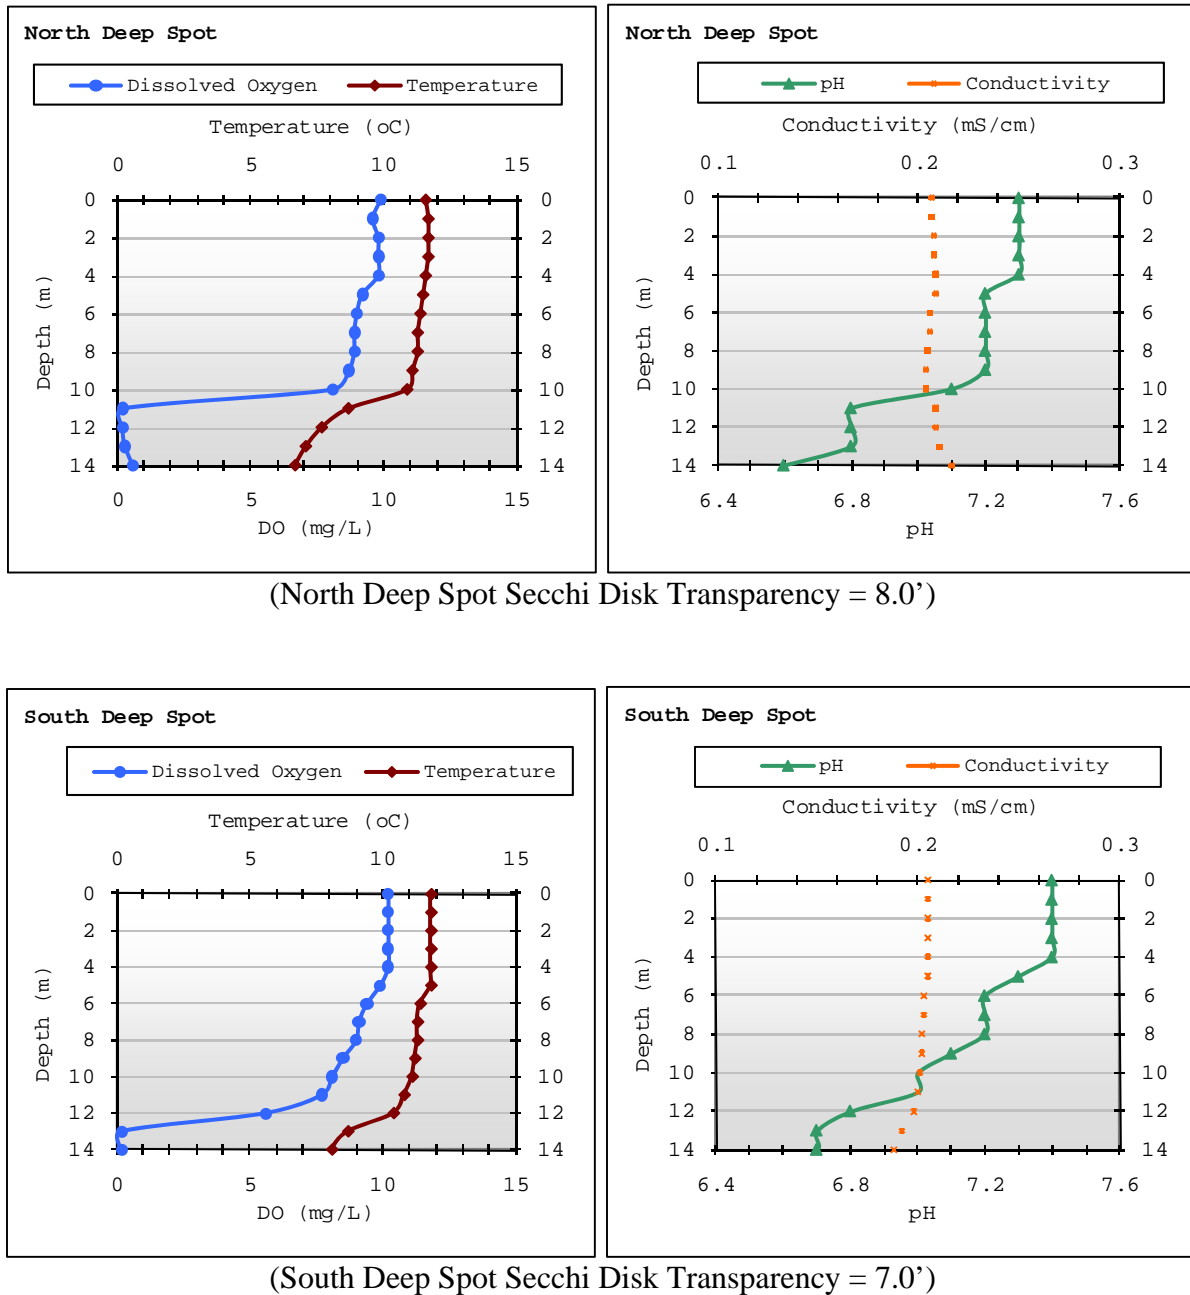 North Deep Spot
Dissolved Oxygen Temperature
Temperature (oC)
0 5 10 15
0 0
2 2
4 4
6 6
8 8
10 10
12 12
14 14
Depth (m)
0 5 10 15
DO (mg/L)
North Deep Spot
pH Conductivity
Conductivity (mS/cm)
0.1 0.2 0.3
0 0
2 2
4 4
6 6
8 8
10 10
12 12
14 14
Depth (m)
6.4 6.8 7.2 7.6
pH
(North Deep Spot Secchi Disk Transparency = 8.0’)
South Deep Spot
Dissolved Oxygen Temperature
Temperature (oC)
0 5 10 15
0 0
2 2
4 4
6 6
8 8
10 10
12 12
14 14
Depth (m)
0 5 10 15
DO (mg/L)
South Deep Spot
pH Conductivity
Conductivity (mS/cm)
0.1 0.2 0.3
0 0
2 2
4 4
6 6
8 8
10 10
12 12
14 14
Depth (m)
6.4 6.8 7.2 7.6
pH
(South Deep Spot Secchi Disk Transparency = 7.0’)